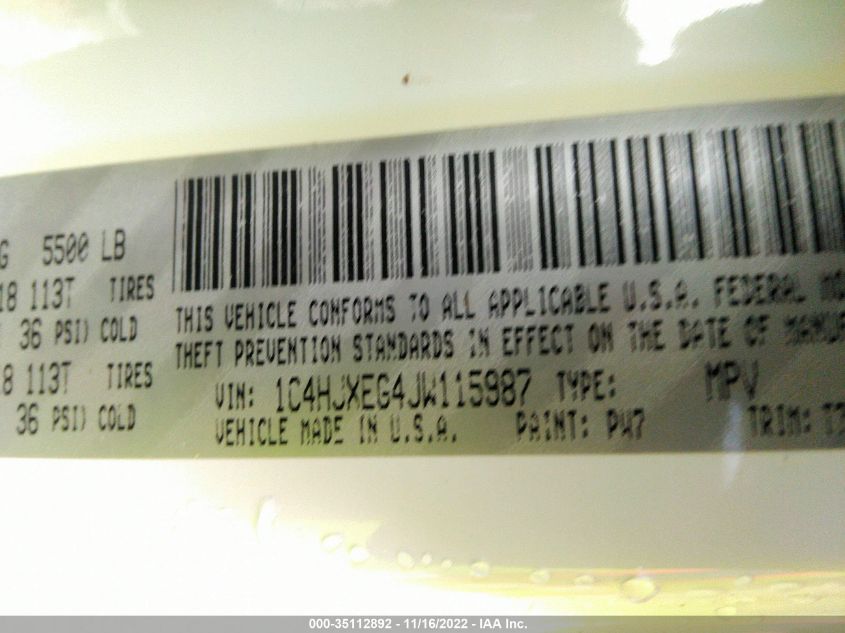 G 5500 LB
18 113T TIRES
36 PSI) COLD
8 113T TIRES
36 PSI) COLD
THIS VEHICLE CONFORMS TO ALL APPLICABLE U.S.A. FEDERAL MO
THEFT PREVENTION STANDARDS IN EFFECT ON THE DATE OF MANUF
VIN: 1C4HJXEG4JW115987 TYPE: MPV
VEHICLE MADE IN U.S.A. PAINT: PW7 TRIM:
000-35112892 - 11/16/2022 - IAA Inc.